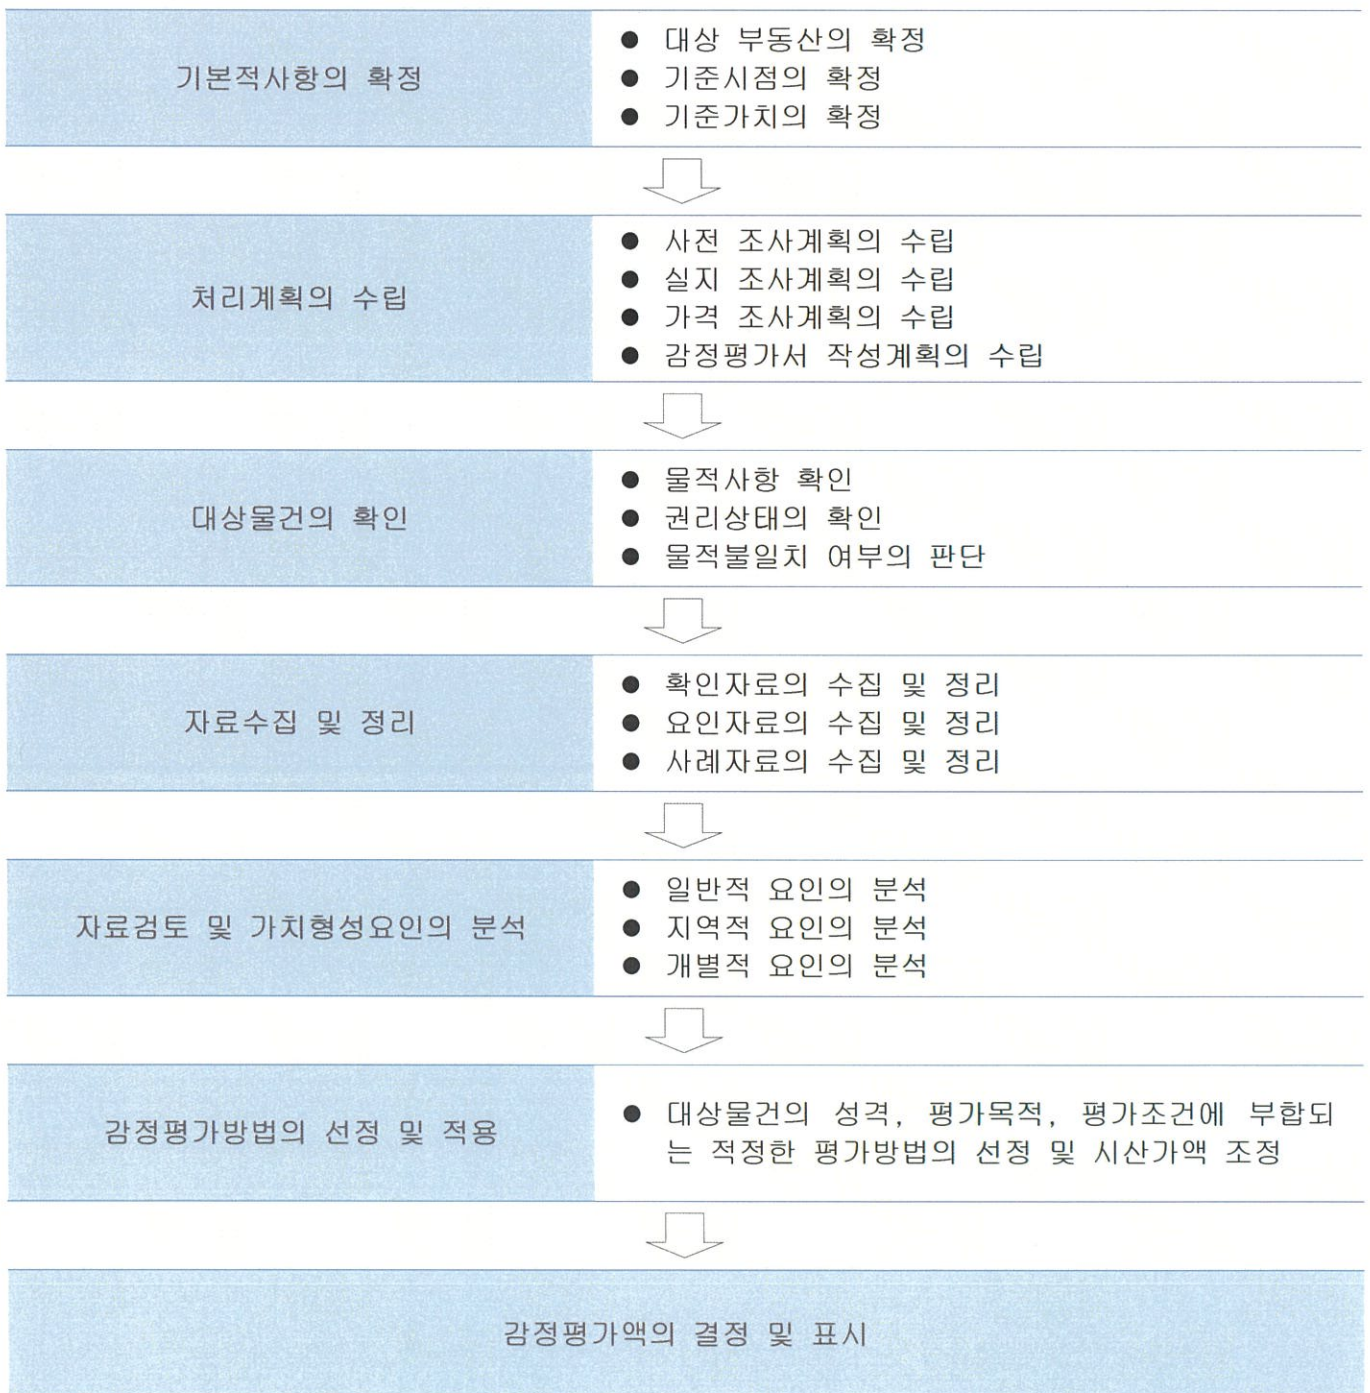 기본적사항의 확정
● 대상 부동산의 확정
● 기준시점의 확정
● 기준가치의 확정
처리계획의 수립
● 사전 조사계획의 수립
● 실지 조사계획의 수립
● 가격 조사계획의 수립
● 감정평가서 작성계획의 수립
대상물건의 확인
● 물적사항 확인
● 권리상태의 확인
● 물적불일치 여부의 판단
자료수집 및 정리
● 확인자료의 수집 및 정리
● 요인자료의 수집 및 정리
● 사례자료의 수집 및 정리
자료검토 및 가치형성요인의 분석
● 일반적 요인의 분석
● 지역적 요인의 분석
● 개별적 요인의 분석
감정평가방법의 선정 및 적용
● 대상물건의 성격, 평가목적, 평가조건에 부합되
는 적정한 평가방법의 선정 및 시산가액 조정
감정평가액의 결정 및 표시